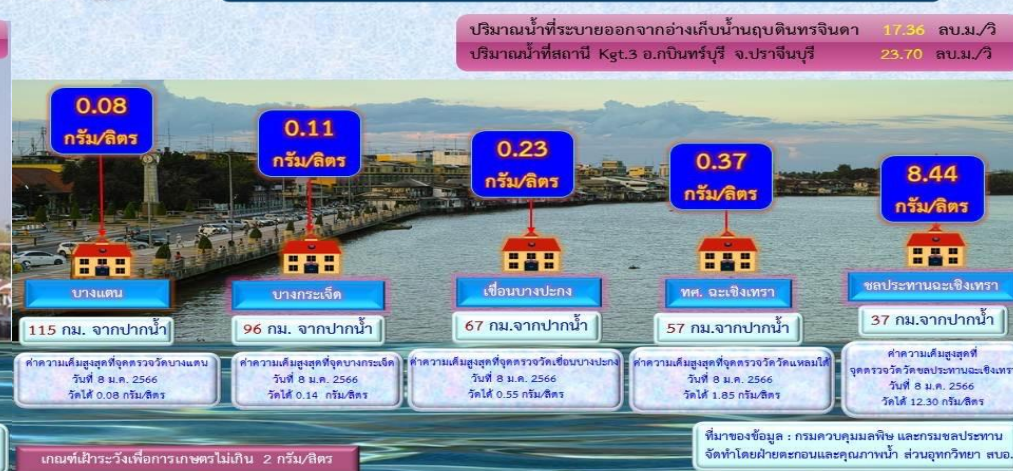 ปริมาณน้ำที่ระบายออกจากอ่างเก็บน้ำนฤบดินทรจินดา 17.36 ลบ.ม./วิ
ปริมาณน้ำที่สถานี Kgt.3 อ.กบินทร์บุรี จ.ปราจีนบุรี 23.70 ลบ.ม./วิ
0.08
กรัม/ลิตร
0.11
กรัม/ลิตร
0.23
กรัม/ลิตร
0.37
กรัม/ลิตร
8.44
กรัม/ลิตร
บางแตน
บางกระเจ็ด
เขื่อนบางปะกง
ทศ. ฉะเชิงเทรา
ชลประทานฉะเชิงเทรา
115 กม. จากปากน้ำ
96 กม. จากปากน้ำ
67 กม.จากปากน้ำ
57 กม.จากปากน้ำ
37 กม.จากปากน้ำ
ค่าความเค็มสูงสุดที่จุดตรวจวัดบางแตน
วันที่ 8 ม.ค. 2566
วัดได้ 0.08 กรัม/ลิตร
ค่าความเค็มสูงสุดที่จุดบางกระเจ็ด
วันที่ 8 ม.ค. 2566
วัดได้ 0.14 กรัม/ลิตร
ค่าความเค็มสูงสุดที่จุดตรวจวัดเขื่อนบางปะกง
วันที่ 8 ม.ค. 2566
วัดได้ 0.55 กรัม/ลิตร
ค่าความเค็มสูงสุดที่จุดตรวจวัดวัดแหลมใต้
วันที่ 8 ม.ค. 2566
วัดได้ 1.85 กรัม/ลิตร
ค่าความเค็มสูงสุดที่
จุดตรวจวัดวัดชลประทานฉะเชิงเทรา
วันที่ 8 ม.ค. 2566
วัดได้ 12.30 กรัม/ลิตร
เกณฑ์เฝ้าระวังเพื่อการเกษตรไม่เกิน 2 กรัม/ลิตร
ที่มาของข้อมูล : กรมควบคุมมลพิษ และกรมชลประทาน
จัดทำโดยฝ่ายตะกอนและคุณภาพน้ำ ส่วนอุทกวิทยา สบอ.